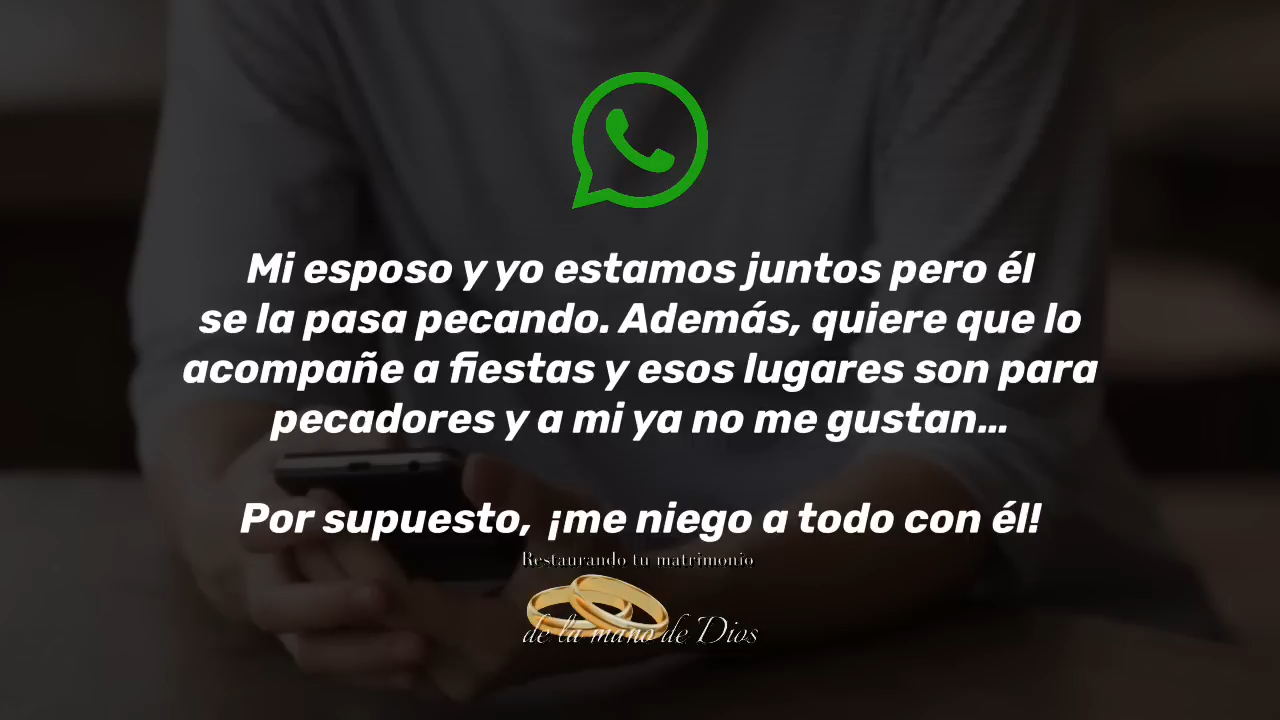 Mi esposo y yo estamos juntos pero él
se la pasa pecando. Además, quiere que lo
acompañe a fiestas y esos lugares son para
pecadores y a mi ya no me gustan...
Por supuesto, ¡me niego a todo con él!
Restaurando tu matrimonio
de la mano de Dios